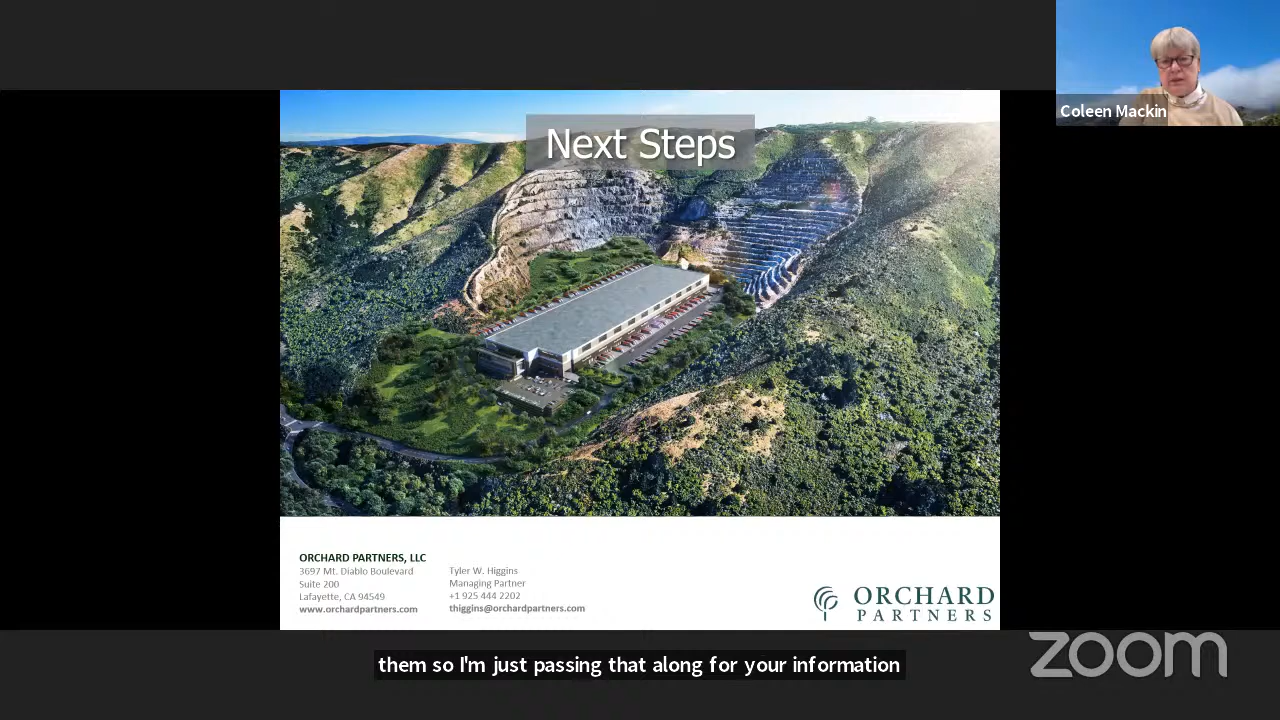 Coleen Mackin
Next Steps
ORCHARD PARTNERS, LLC
3697 Mt. Diablo Boulevard
Suite 200
Lafayette, CA 94549
www.orchardpartners.com
Tyler W. Higgins
Managing Partner
+1 925 444 2202
thiggins@orchardpartners.com
ORCHARD
PARTNERS
them so I'm just passing that along for your information
zoom